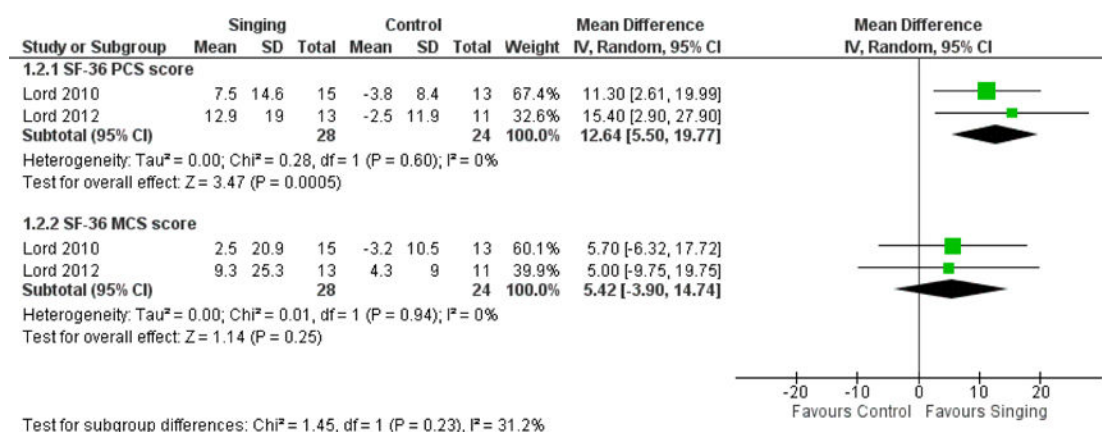 Singing Control Mean Difference Mean Difference
Study or Subgroup Mean SD Total Mean SD Total Weight IV, Random, 95% CI IV, Random, 95% CI
1.2.1 SF-36 PCS score
Lord 2010 7.5 14.6 15 -3.8 8.4 13 67.4% 11.30 [2.61, 19.99]
Lord 2012 12.9 19 13 -2.5 11.9 11 32.6% 15.40 [2.90, 27.90]
Subtotal (95% CI) 28 24 100.0% 12.64 [5.50, 19.77]
Heterogeneity: Tau² = 0.00; Chi² = 0.28, df = 1 (P = 0.60); I² = 0%
Test for overall effect: Z = 3.47 (P = 0.0005)
1.2.2 SF-36 MCS score
Lord 2010 2.5 20.9 15 -3.2 10.5 13 60.1% 5.70 [-6.32, 17.72]
Lord 2012 9.3 25.3 13 4.3 9 11 39.9% 5.00 [-9.75, 19.75]
Subtotal (95% CI) 28 24 100.0% 5.42 [-3.90, 14.74]
Heterogeneity: Tau² = 0.00; Chi² = 0.01, df = 1 (P = 0.94); I² = 0%
Test for overall effect: Z = 1.14 (P = 0.25)
-20 -10 0 10 20
Favours Control Favours Singing
Test for subgroup differences: Chi² = 1.45, df = 1 (P = 0.23), I² = 31.2%